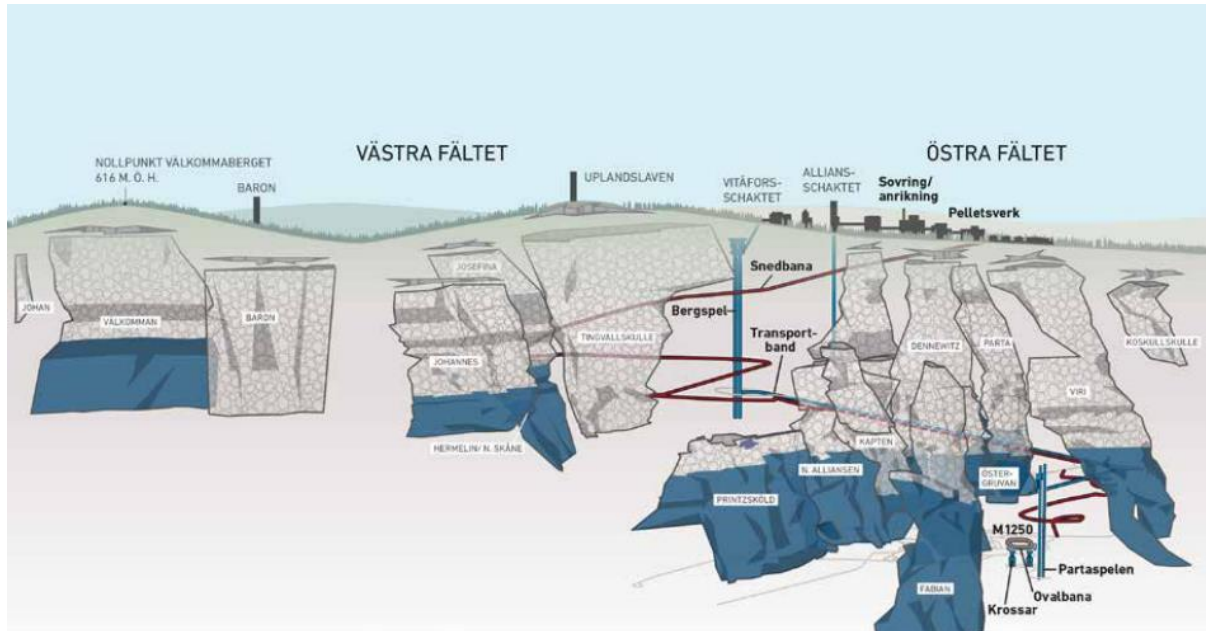 VÄSTRA FÄLTET
ÖSTRA FÄLTET
NOLLPUNKT VÄLKOMMABERGET
616 M. Ö. H.
BARON
UPLANDSLAVEN
VITÅFORS-
SCHAKTET
ALLIANS-
SCHAKTET
Sovring/
anrikning
Pelletsverk
JOHAN
VÄLKOMMAN
BARON
JOSEFINA
JOHANNES
HERMELIN/ N. SKÅNE
TINGVALLSKULLE
Snedbana
Bergspel
Transport-
band
DENNEWITZ
PARTA
KOSKULLSKULLE
VIRI
KAPTEN
N. ALLIANSEN
PRINTZSKÖLD
ÖSTER-
GRUVAN
M1250
FABIAN
Partaspelen
Ovalbana
Krossar